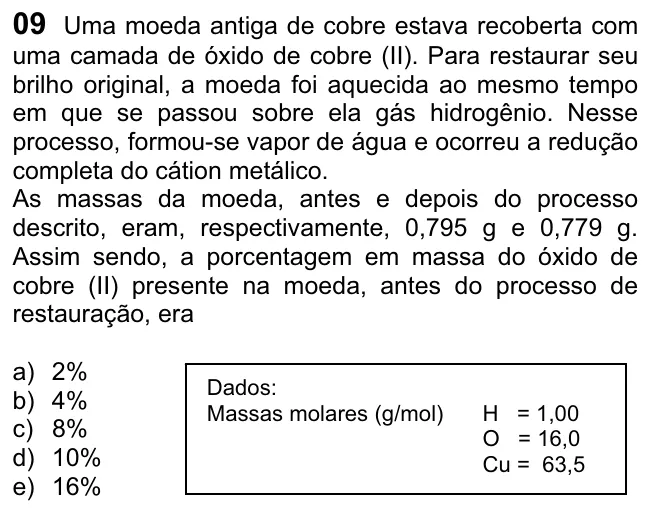 09 Uma moeda antiga de cobre estava recoberta com
uma camada de óxido de cobre (II). Para restaurar seu
brilho original, a moeda foi aquecida ao mesmo tempo
em que se passou sobre ela gás hidrogênio. Nesse
processo, formou-se vapor de água e ocorreu a redução
completa do cátion metálico.
As massas da moeda, antes e depois do processo
descrito, eram, respectivamente, 0,795 g e 0,779 g.
Assim sendo, a porcentagem em massa do óxido de
cobre (II) presente na moeda, antes do processo de
restauração, era
a) 2%
b) 4%
c) 8%
d) 10%
e) 16%
Dados:
Massas molares (g/mol) H = 1,00
O = 16,0
Cu = 63,5